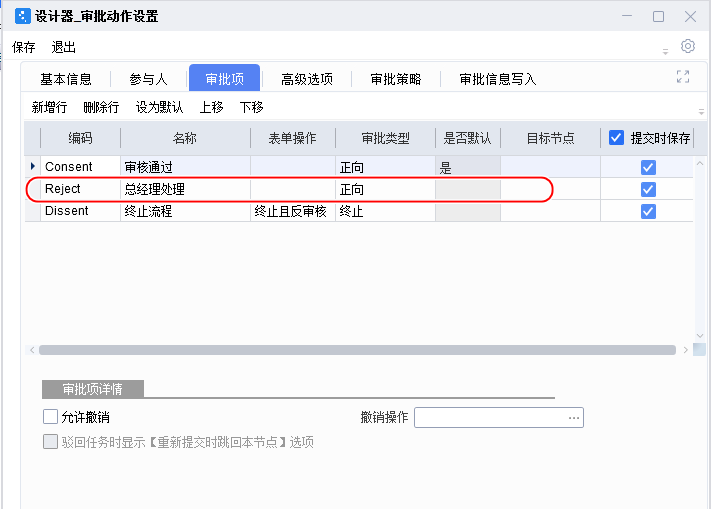 设计器_审批动作设置
保存 退出
基本信息 参与人 审批项 高级选项 审批策略 审批信息写入
新增行 删除行 设为默认 上移 下移
编码 名称 表单操作 审批类型 是否默认 目标节点 提交时保存
Consent 审核通过 正向 是
Reject 总经理处理 正向
Dissent 终止流程 终止且反审核 终止
审批项详情
允许撤销 撤销操作
驳回任务时显示【重新提交时跳回本节点】选项